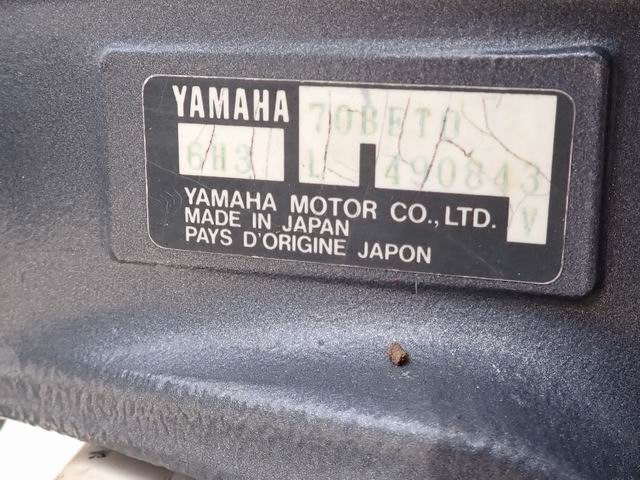 YAMAHA 70BETO
6H3 L 490843
V
YAMAHA MOTOR CO., LTD.
MADE IN JAPAN
PAYS D'ORIGINE JAPON